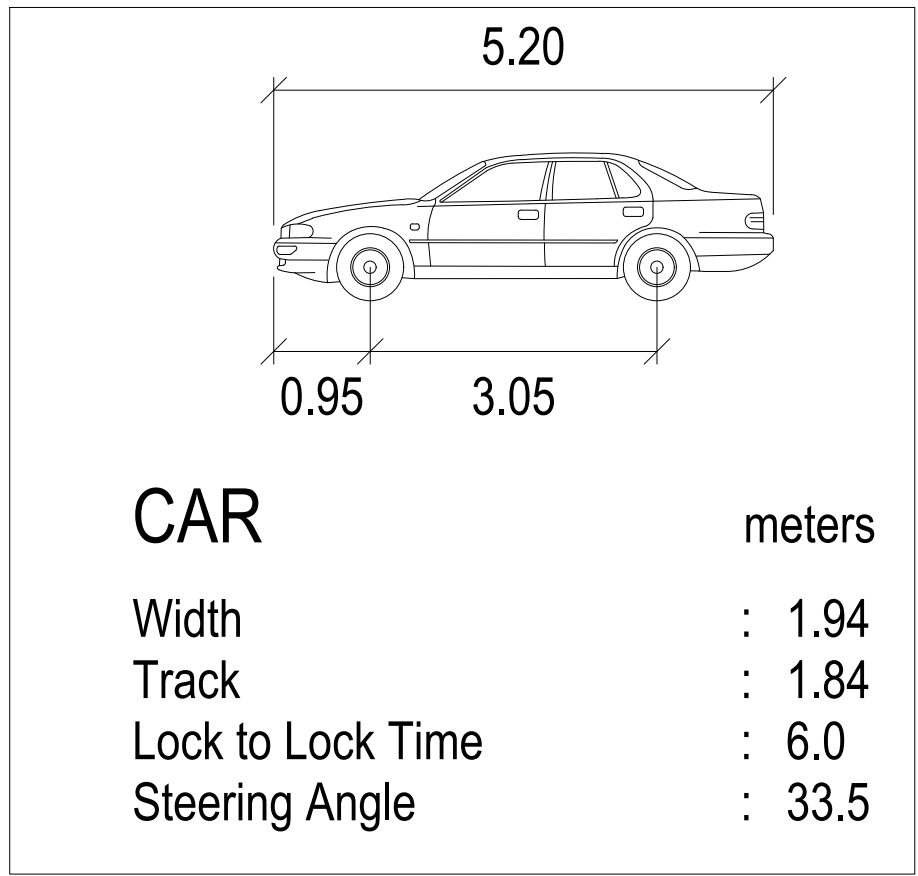 5.20
0.95 3.05
CAR meters
Width : 1.94
Track : 1.84
Lock to Lock Time : 6.0
Steering Angle : 33.5